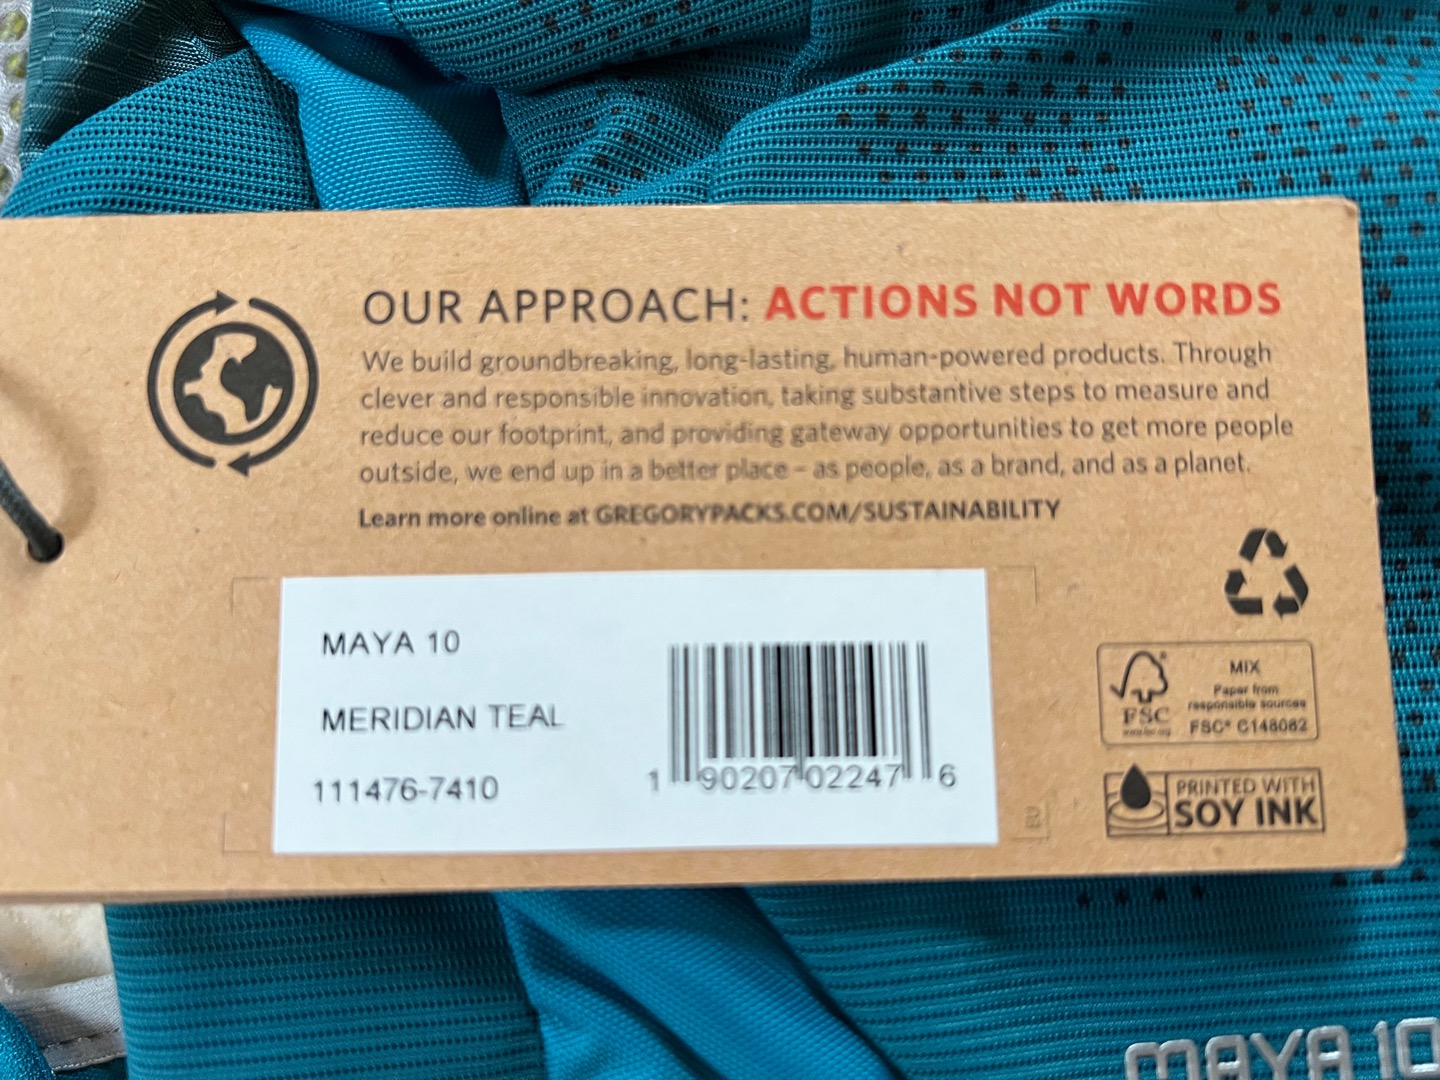 OUR APPROACH: ACTIONS NOT WORDS
We build groundbreaking, long-lasting, human-powered products. Through
clever and responsible innovation, taking substantive steps to measure and
reduce our footprint, and providing gateway opportunities to get more people
outside, we end up in a better place – as people, as a brand, and as a planet.
Learn more online at GREGORYPACKS.COM/SUSTAINABILITY
MAYA 10
MERIDIAN TEAL
111476-7410
1 90207 02247 6
FSC
www.fsc.org
MIX
Paper from
responsible sources
FSC® C148082
PRINTED WITH
SOY INK
MAYA 10